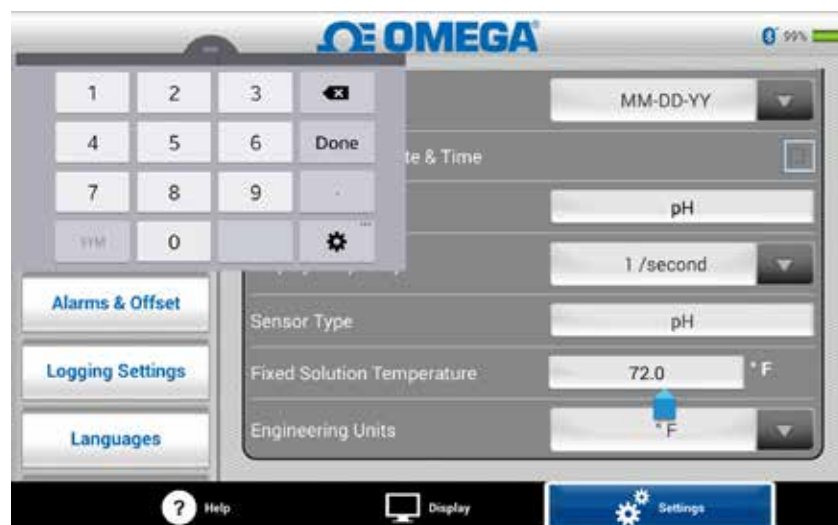 OMEGA
99%
1 2 3
4 5 6 Done
7 8 9
SYM 0
MM-DD-YY
te & Time
pH
1 /second
Sensor Type
pH
Fixed Solution Temperature
72.0
° F
Engineering Units
° F
Alarms & Offset
Logging Settings
Languages
? Help
Display
Settings